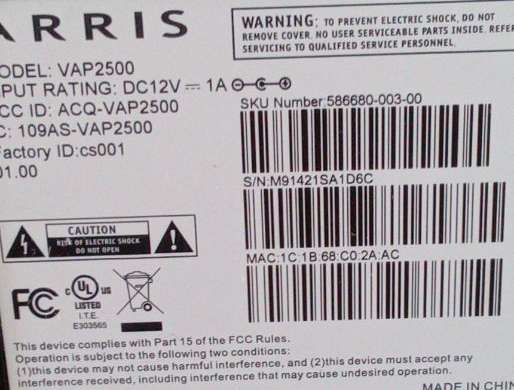 ARRIS
WARNING: TO PREVENT ELECTRIC SHOCK, DO NOT
REMOVE COVER. NO USER SERVICEABLE PARTS INSIDE. REFER
SERVICING TO QUALIFIED SERVICE PERSONNEL.
ODEL: VAP2500
PUT RATING: DC12V 1A
CC ID: ACQ-VAP2500
C: 109AS-VAP2500
Factory ID:cs001
01.00
SKU Number:586680-003-00
S/N:M91421SA1D6C
MAC:1C:1B:68:C0:2A:AC
CAUTION
RISK OF ELECTRIC SHOCK
DO NOT OPEN
FC
c UL US
LISTED
I.T.E.
E303565
This device complies with Part 15 of the FCC Rules.
Operation is subject to the following two conditions:
(1)this device may not cause harmful interference, and (2)this device must accept any
interference received, including interference that may cause undesired operation.
MADE IN CHIN